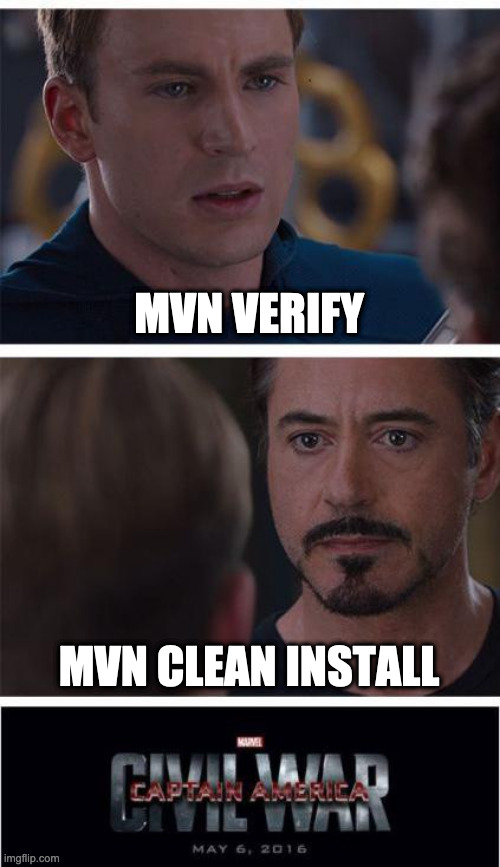 MVN VERIFY
MVN CLEAN INSTALL
MARVEL
CIVIL WAR
CAPTAIN AMERICA
MAY 6, 2016
imgflip.com